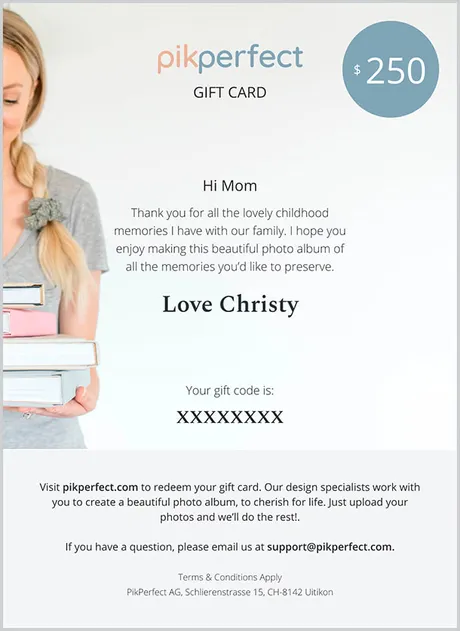 pikperfect
$ 250
GIFT CARD
Hi Mom
Thank you for all the lovely childhood
memories I have with our family. I hope you
enjoy making this beautiful photo album of
all the memories you'd like to preserve.
Love Christy
Your gift code is:
XXXXXXXX
Visit pikperfect.com to redeem your gift card. Our design specialists work with
you to create a beautiful photo album, to cherish for life. Just upload your
photos and we'll do the rest!.
If you have a question, please email us at support@pikperfect.com.
Terms & Conditions Apply
PikPerfect AG, Schlierenstrasse 15, CH-8142 Uitikon